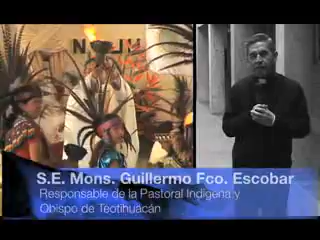 S.E. Mons. Guillermo Fco. Escobar
Responsable de la Pastoral Indígena y
Obispo de Teotihuacán